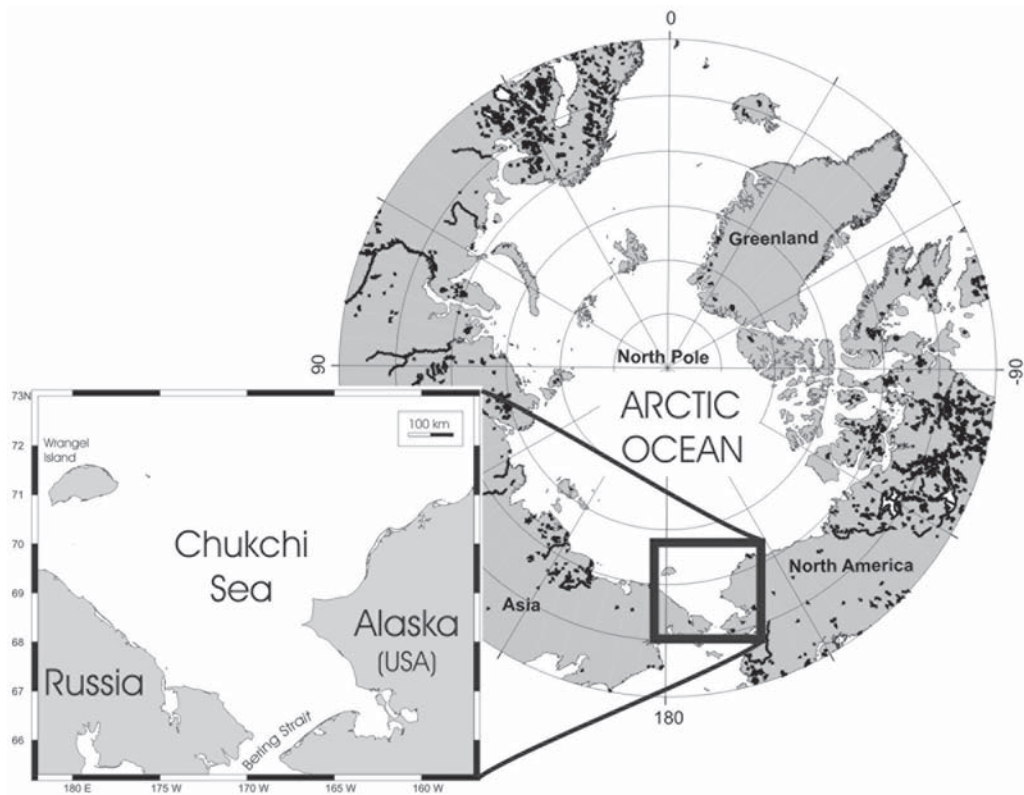 0
Greenland
90
North Pole
-90
ARCTIC
OCEAN
North America
Asia
180
73N
72
71
70
69
68
67
66
100 km
Wrangel
Island
Chukchi
Sea
Alaska
(USA)
Russia
Bering Strait
180 E
175 W
170 W
165 W
160 W